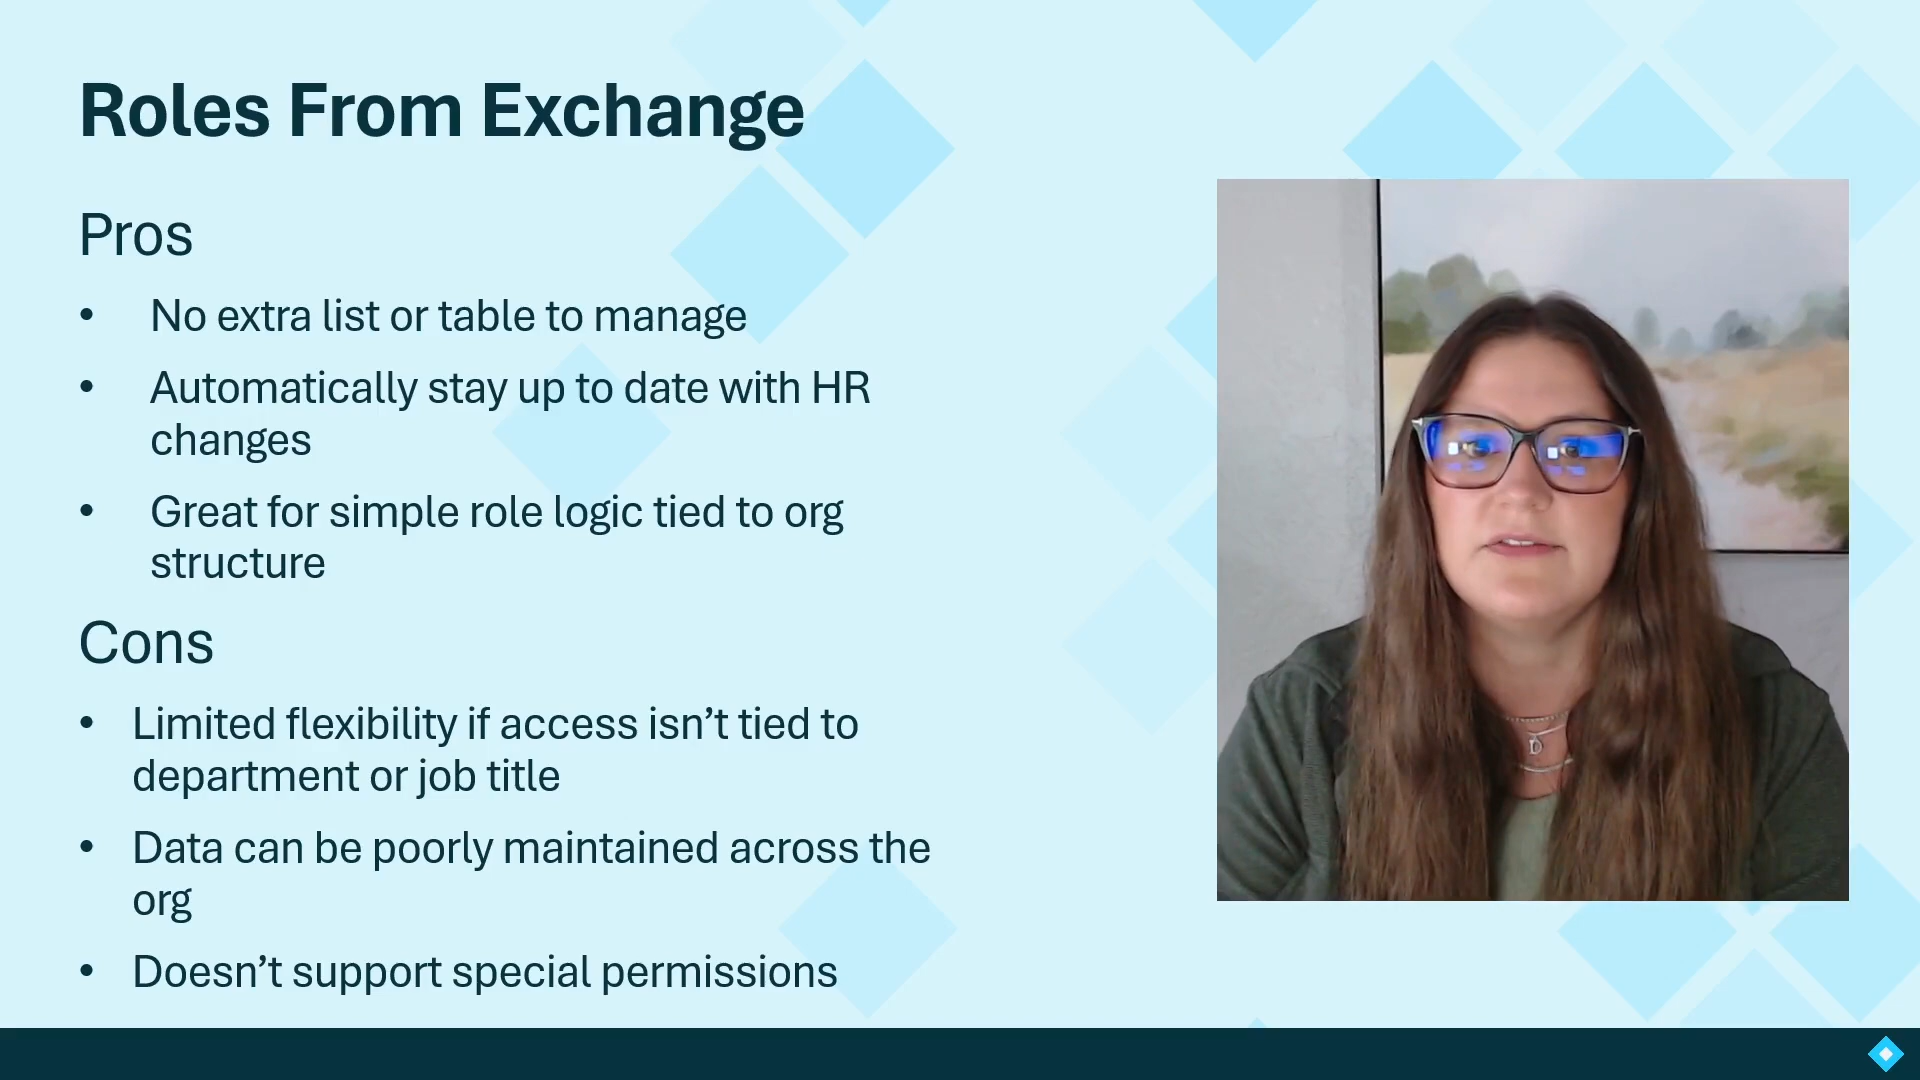 Roles From Exchange
Pros
• No extra list or table to manage
• Automatically stay up to date with HR
changes
• Great for simple role logic tied to org
structure
Cons
• Limited flexibility if access isn’t tied to
department or job title
• Data can be poorly maintained across the
org
• Doesn’t support special permissions
D